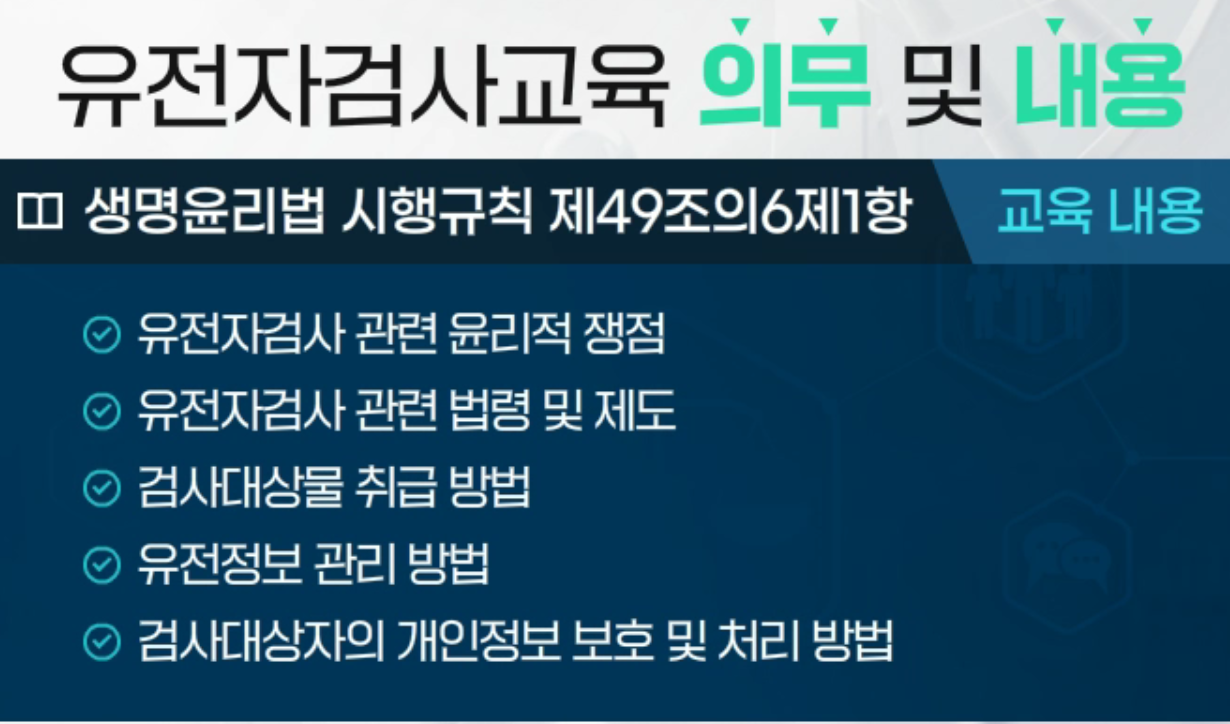 유전자검사교육 의무 및 내용
생명윤리법 시행규칙 제49조의6제1항 교육 내용
유전자검사 관련 윤리적 쟁점
유전자검사 관련 법령 및 제도
검사대상물 취급 방법
유전정보 관리 방법
검사대상자의 개인정보 보호 및 처리 방법